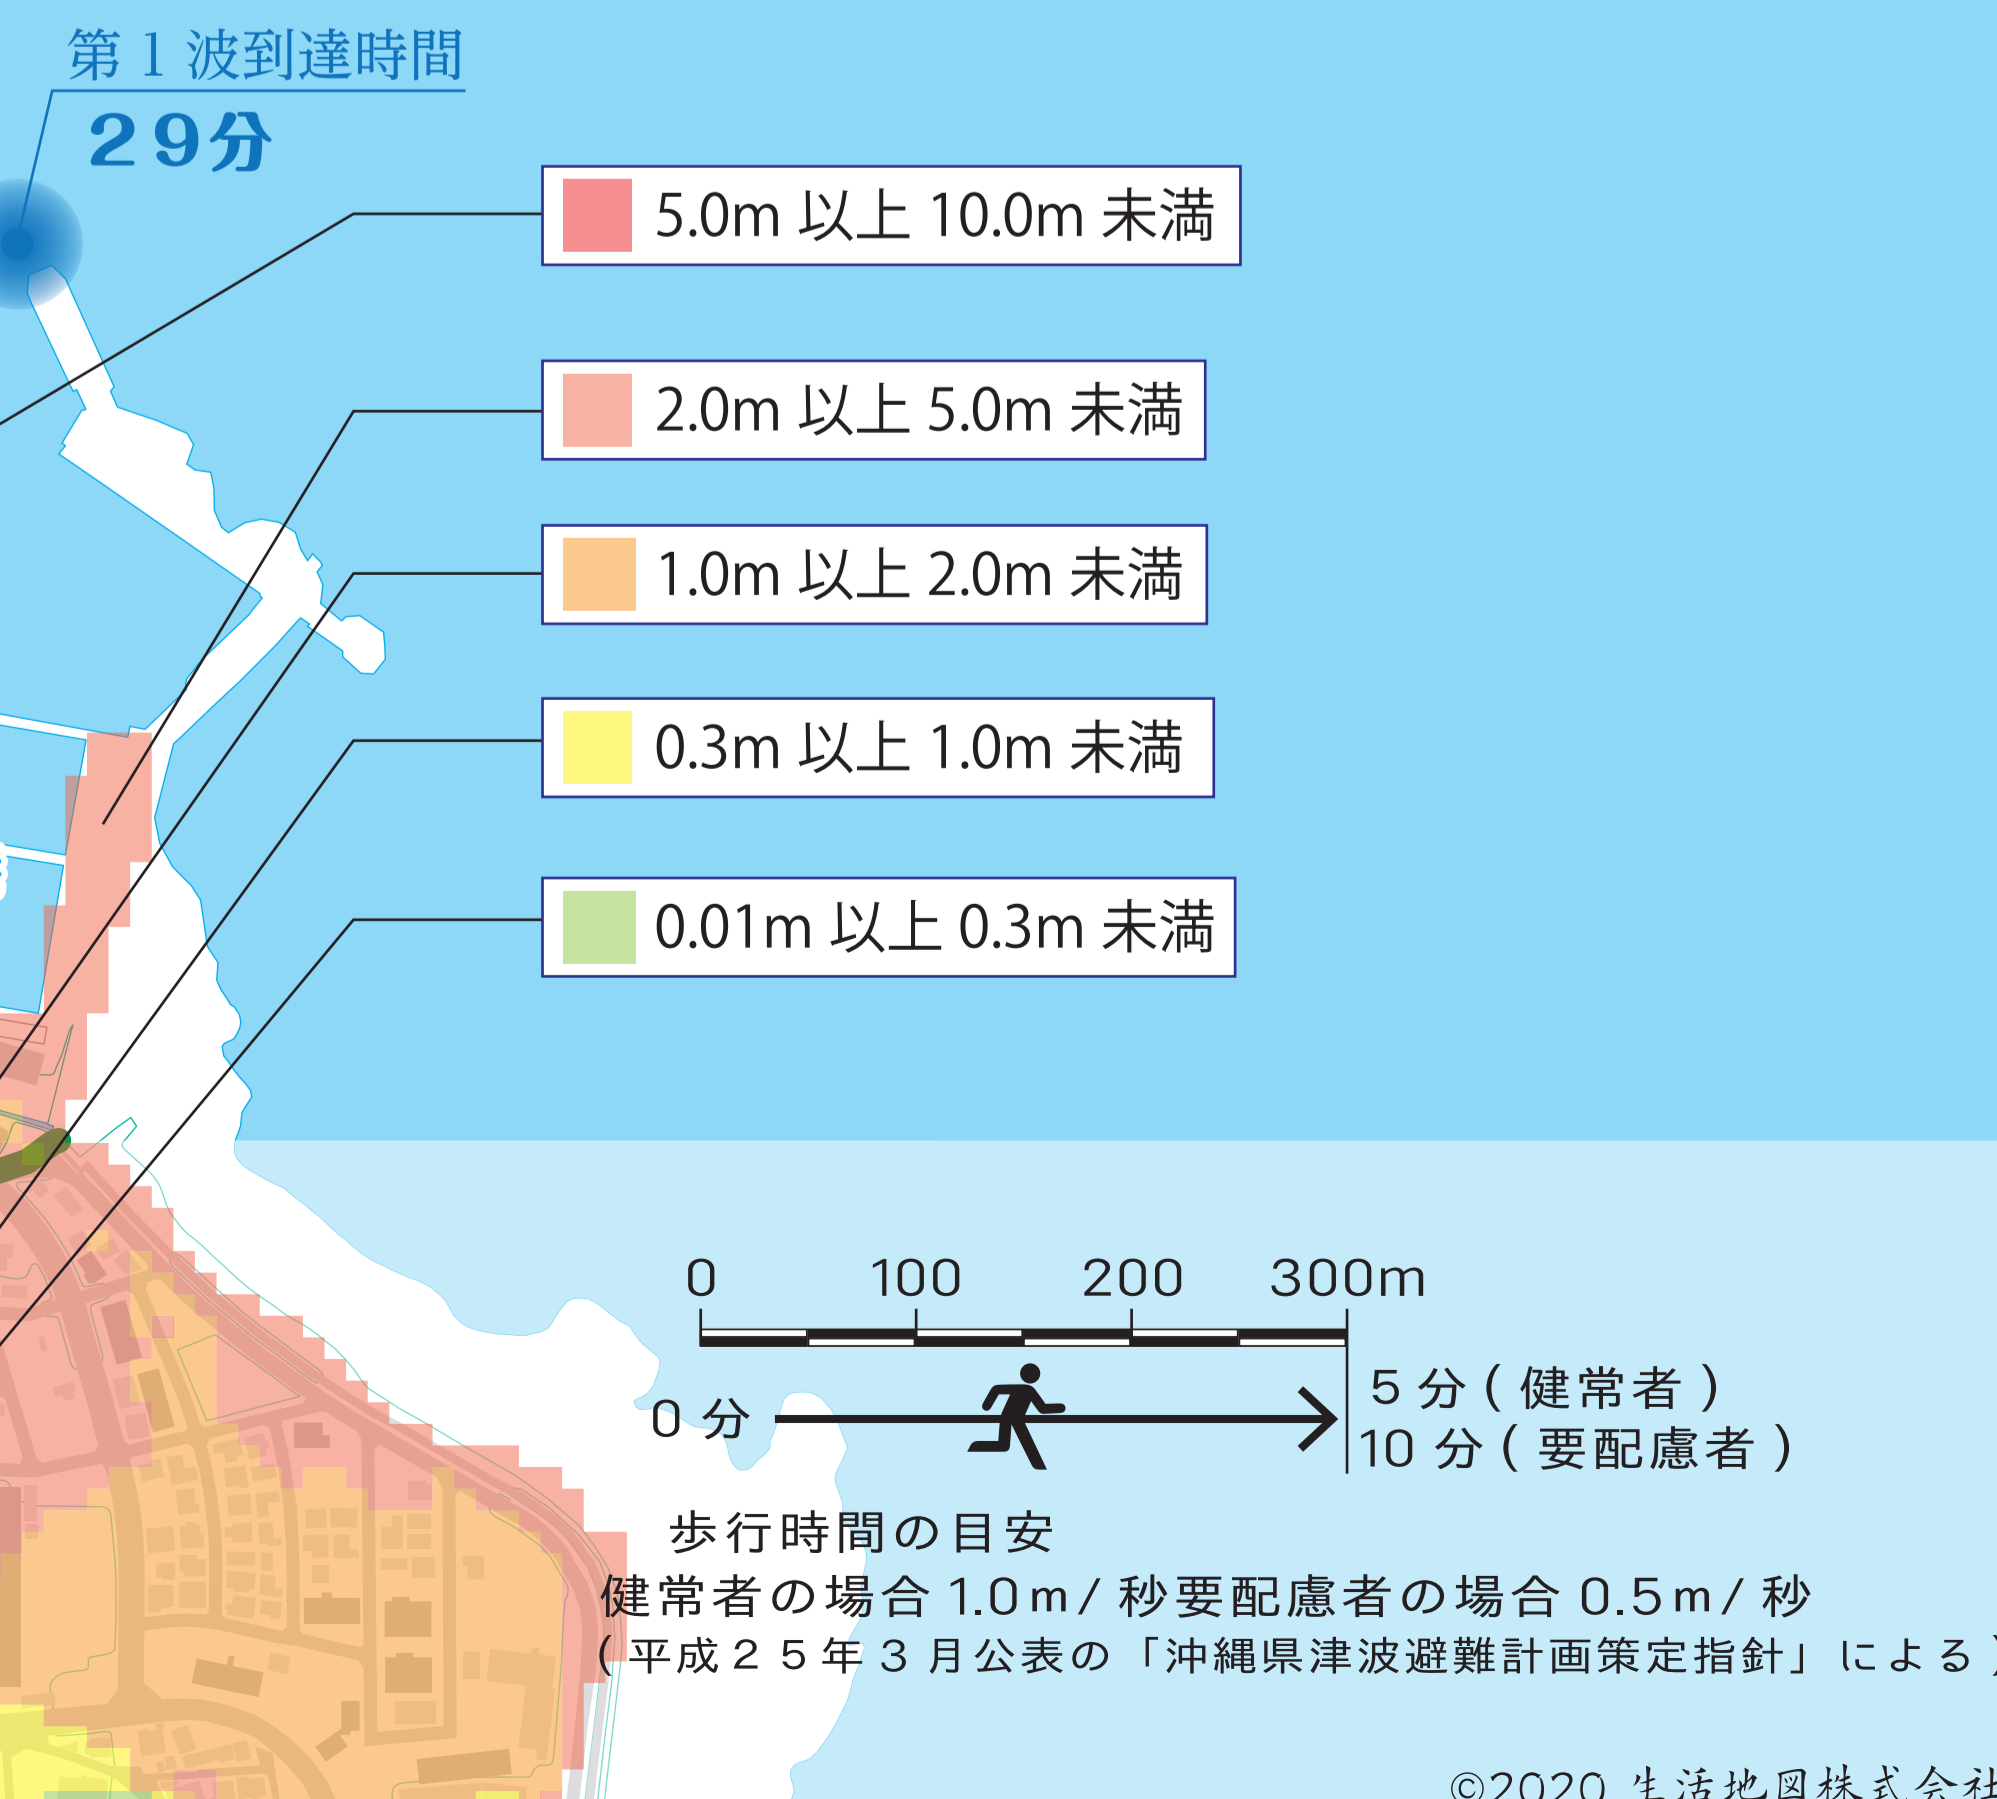 第1波到達時間
29分
5.0m 以上 10.0m 未満
2.0m 以上 5.0m 未満
1.0m 以上 2.0m 未満
0.3m 以上 1.0m 未満
0.01m 以上 0.3m 未満
0 100 200 300m
0分
5分(健常者)
10分(要配慮者)
歩行時間の目安
健常者の場合 1.0m/秒要配慮者の場合 0.5m/秒
(平成25年3月公表の「沖縄県津波避難計画策定指針」による)
©2020 生活地図株式会社